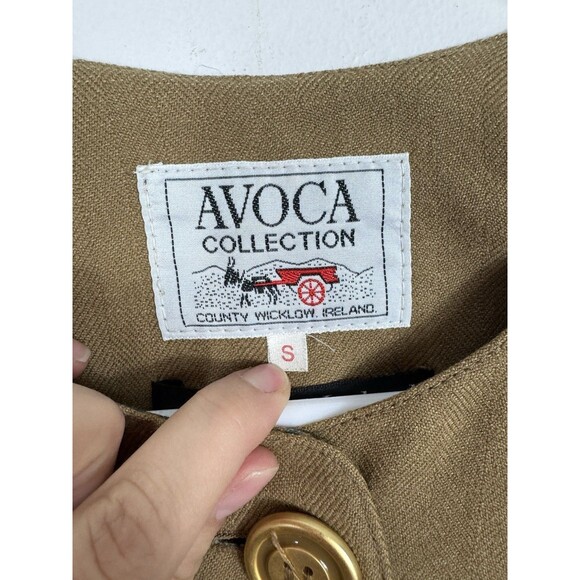 AVOCA
COLLECTION
COUNTY WICKLOW, IRELAND.
S